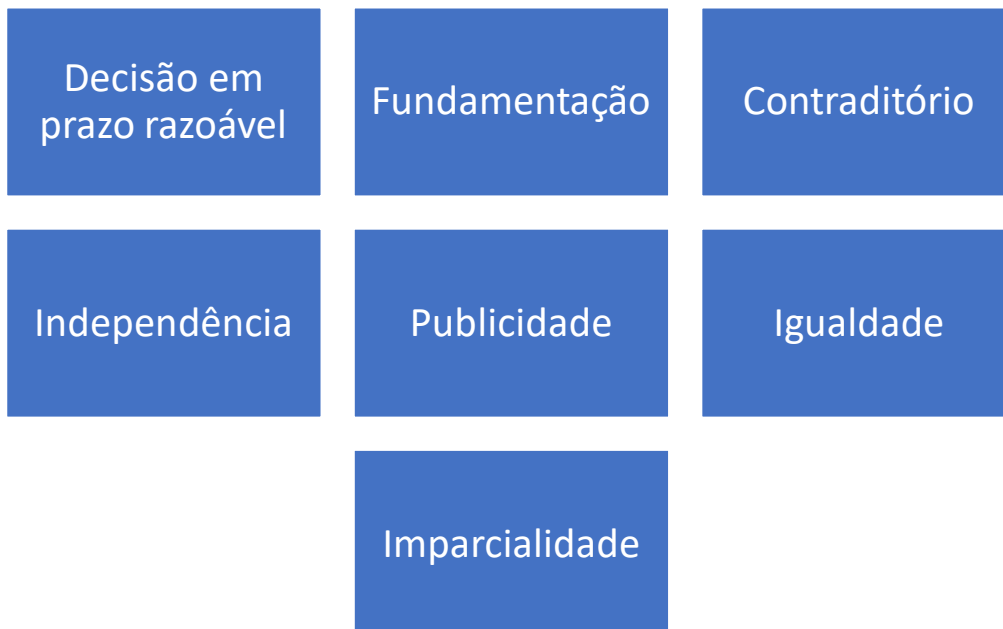 Decisão em
prazo razoável
Fundamentação
Contraditório
Independência
Publicidade
Igualdade
Imparcialidade